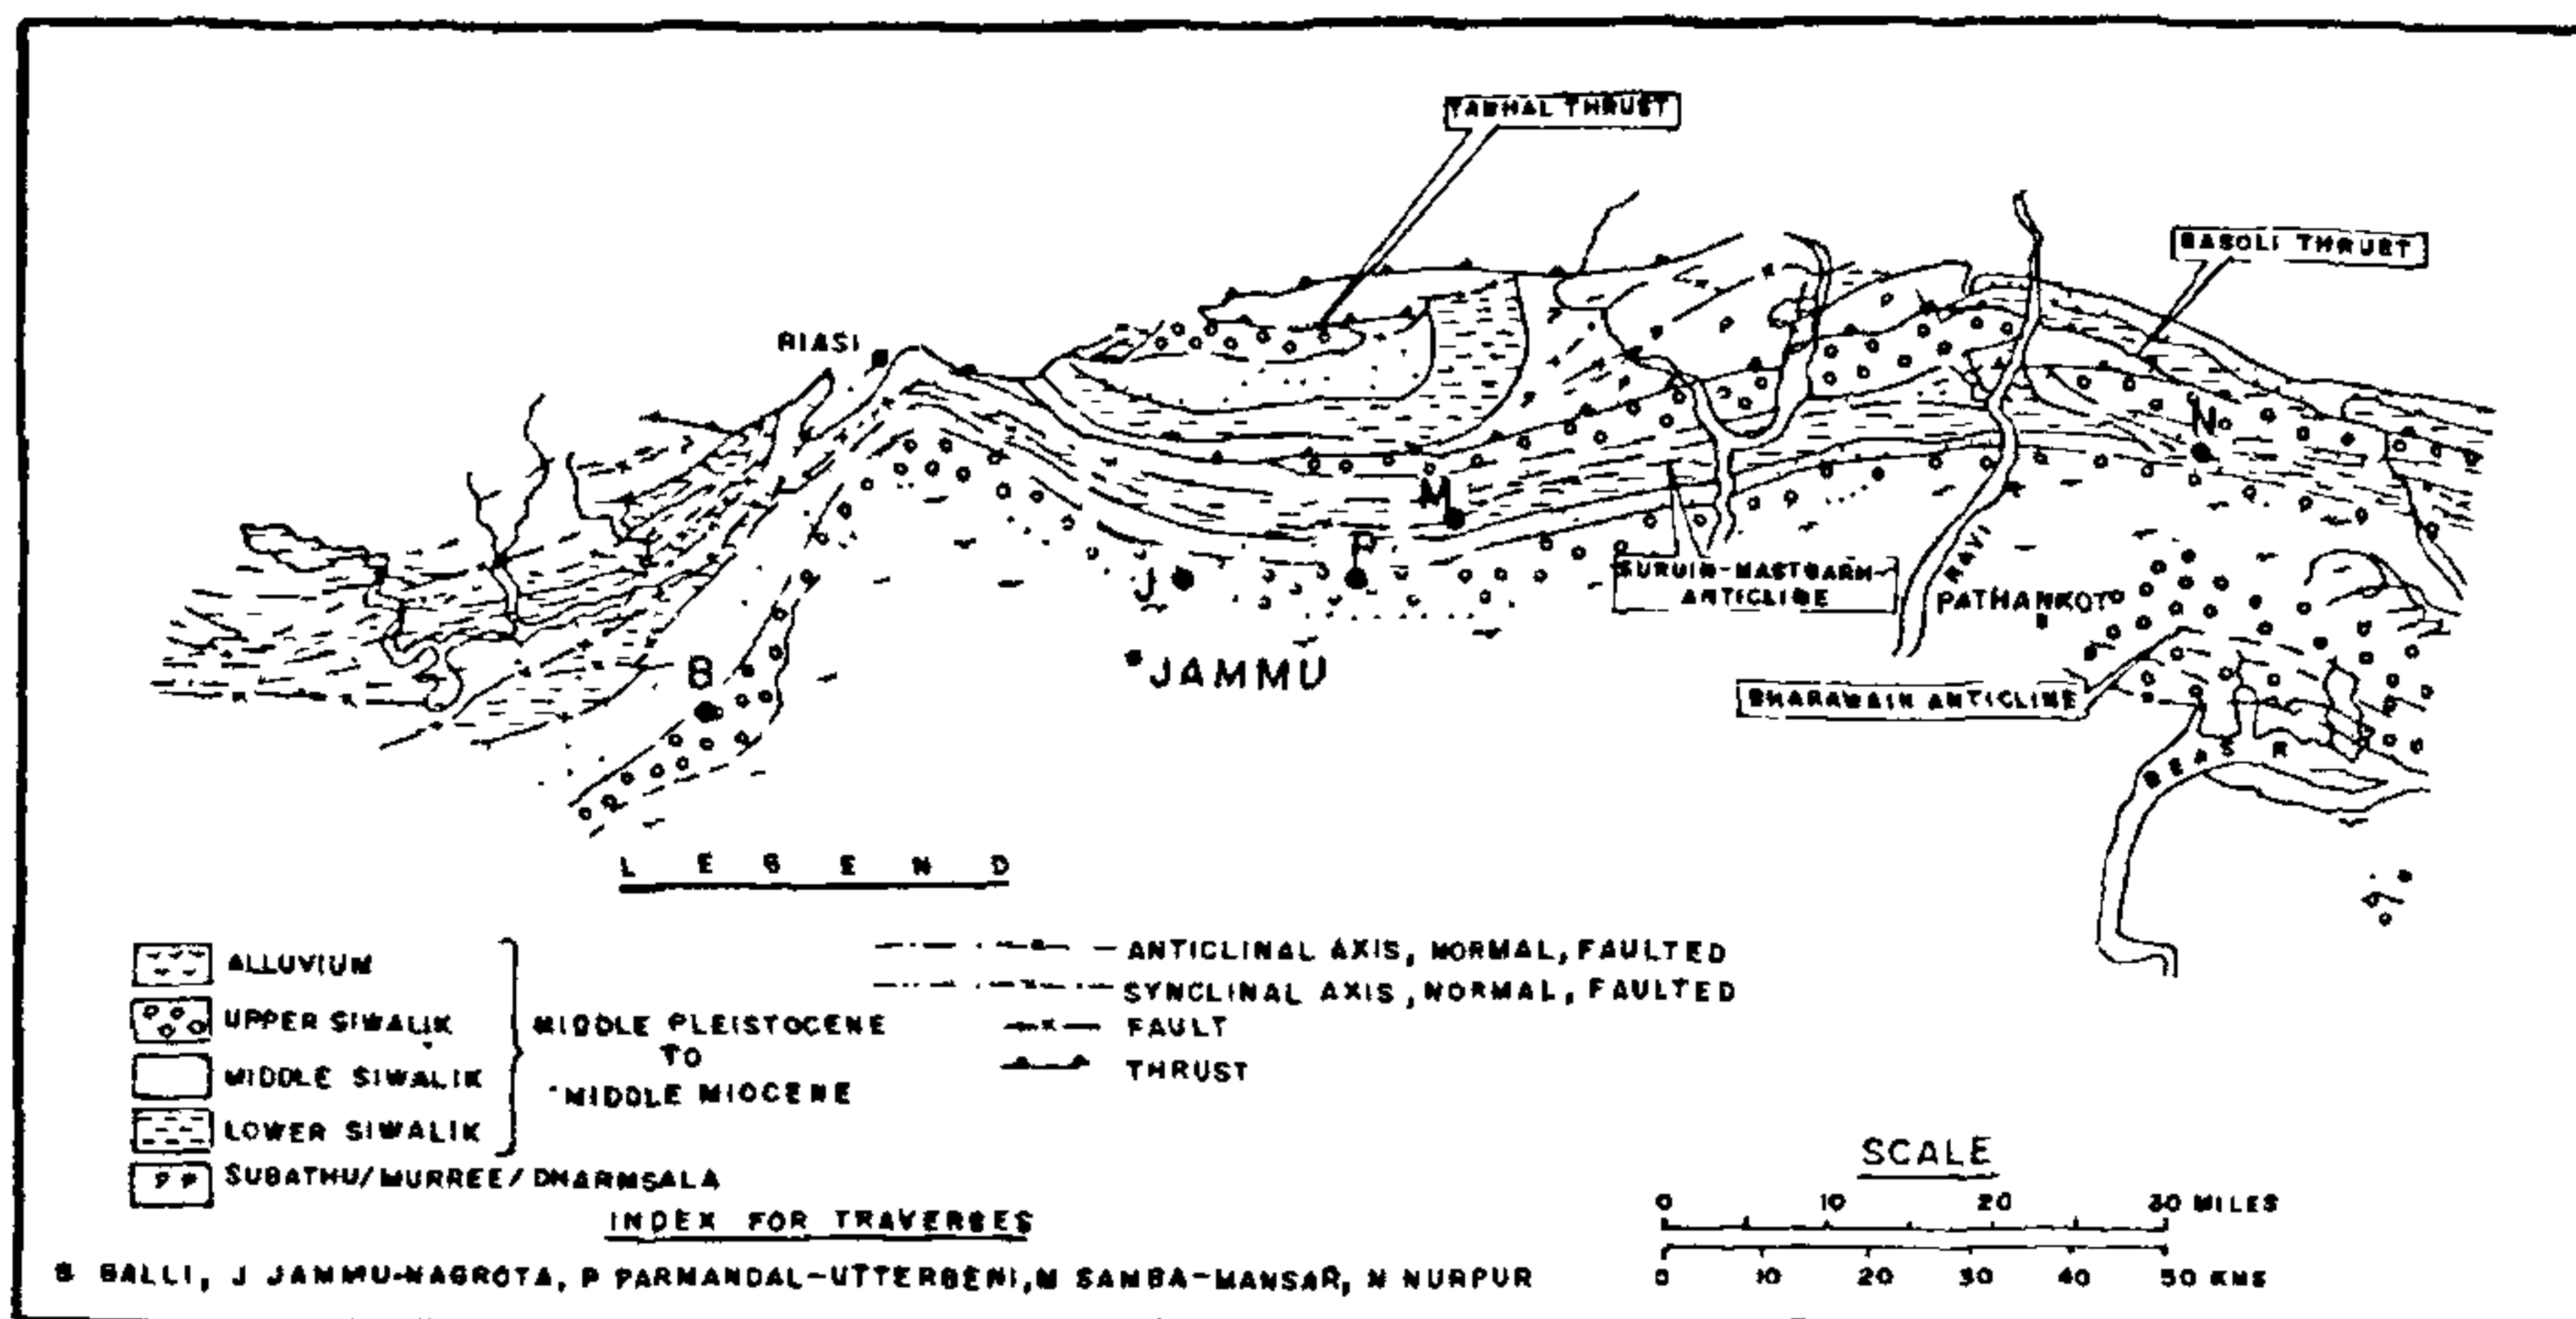 TABHAL THRUST
BASOLI THRUST
RIASI
N
M
P
J
SURUIN-MASTGARH
ANTICLINE
RAVI
PATHANKOT
B
JAMMU
BHARAWAIN ANTICLINE
BEAS R
LEGEND
ALLUVIUM
UPPER SIWALIK
MIDDLE SIWALIK
LOWER SIWALIK
SUBATHU/MURREE/DHARMSALA
MIDDLE PLEISTOCENE
TO
MIDDLE MIOCENE
ANTICLINAL AXIS, NORMAL, FAULTED
SYNCLINAL AXIS, NORMAL, FAULTED
FAULT
THRUST
INDEX FOR TRAVERSES
B BALLI, J JAMMU-NAGROTA, P PARMANDAL-UTTERBENI, M SAMBA-MANSAR, N NURPUR
SCALE
0 10 20 30 MILES
0 10 20 30 40 50 KMS